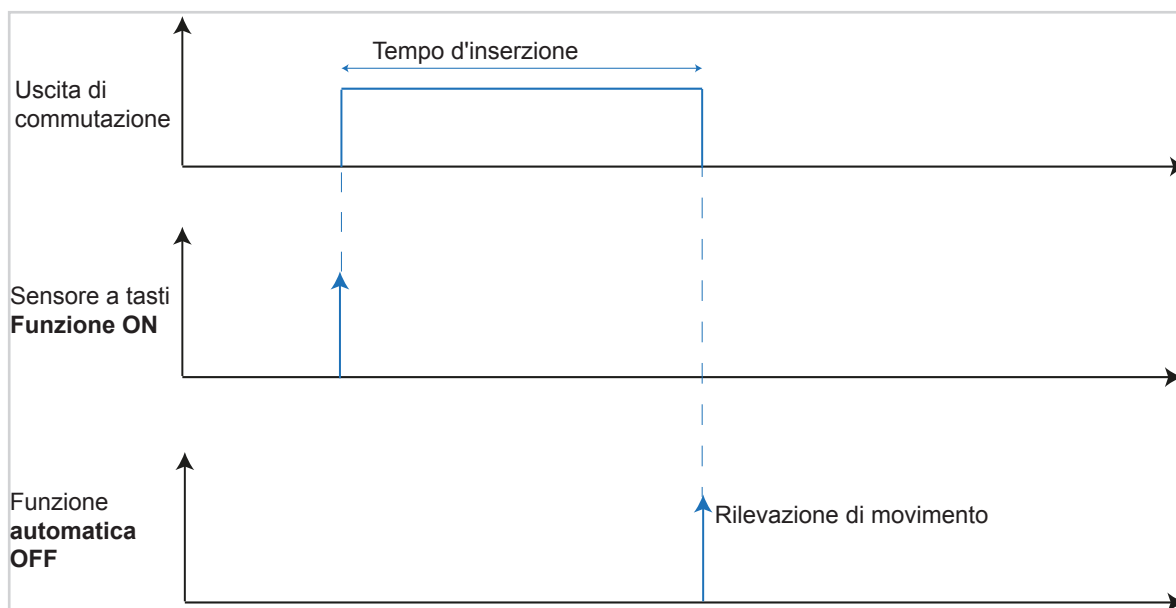 Tempo d'inserzione
Uscita di
commutazione
Sensore a tasti
Funzione ON
Funzione
automatica
OFF
Rilevazione di movimento